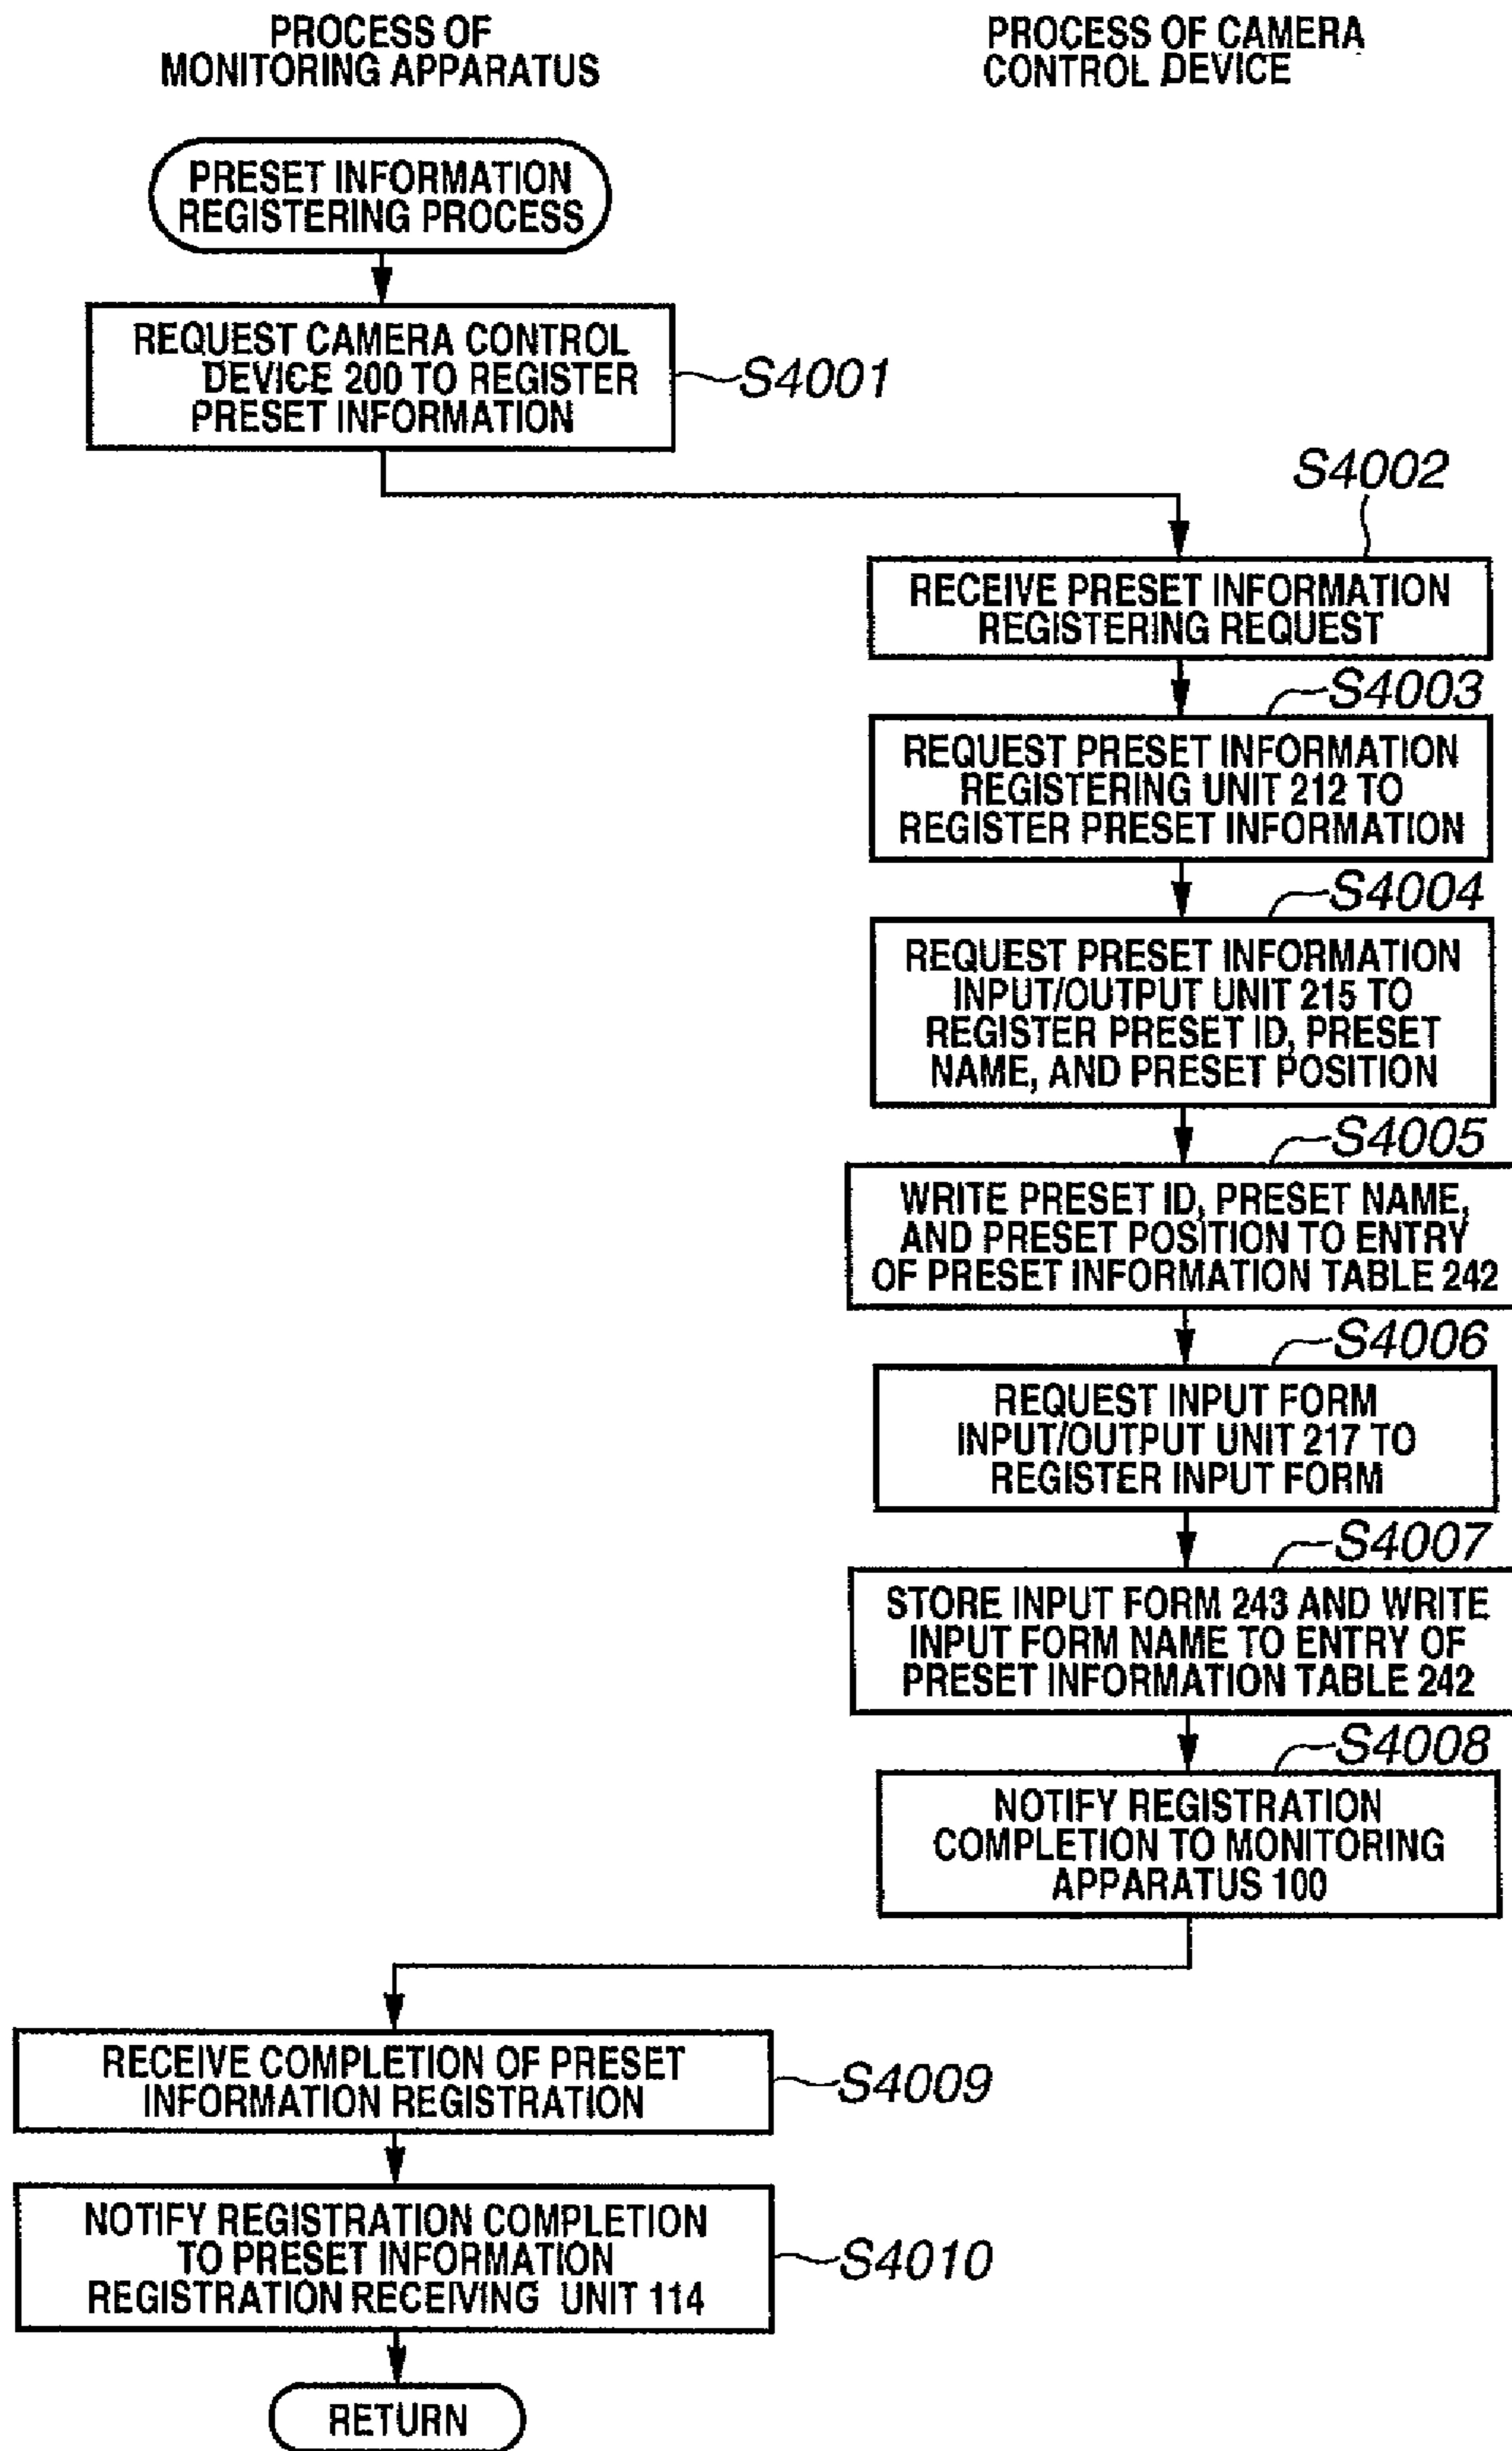 PROCESS OF
MONITORING APPARATUS
PROCESS OF CAMERA
CONTROL DEVICE
PRESET INFORMATION
REGISTERING PROCESS
REQUEST CAMERA CONTROL
DEVICE 200 TO REGISTER
PRESET INFORMATION
S4001
S4002
RECEIVE PRESET INFORMATION
REGISTERING REQUEST
S4003
REQUEST PRESET INFORMATION
REGISTERING UNIT 212 TO
REGISTER PRESET INFORMATION
S4004
REQUEST PRESET INFORMATION
INPUT/OUTPUT UNIT 215 TO
REGISTER PRESET ID, PRESET
NAME, AND PRESET POSITION
S4005
WRITE PRESET ID, PRESET NAME,
AND PRESET POSITION TO ENTRY
OF PRESET INFORMATION TABLE 242
S4006
REQUEST INPUT FORM
INPUT/OUTPUT UNIT 217 TO
REGISTER INPUT FORM
S4007
STORE INPUT FORM 243 AND WRITE
INPUT FORM NAME TO ENTRY OF
PRESET INFORMATION TABLE 242
S4008
NOTIFY REGISTRATION
COMPLETION TO MONITORING
APPARATUS 100
RECEIVE COMPLETION OF PRESET
INFORMATION REGISTRATION
S4009
NOTIFY REGISTRATION COMPLETION
TO PRESET INFORMATION
REGISTRATION RECEIVING UNIT 114
S4010
RETURN